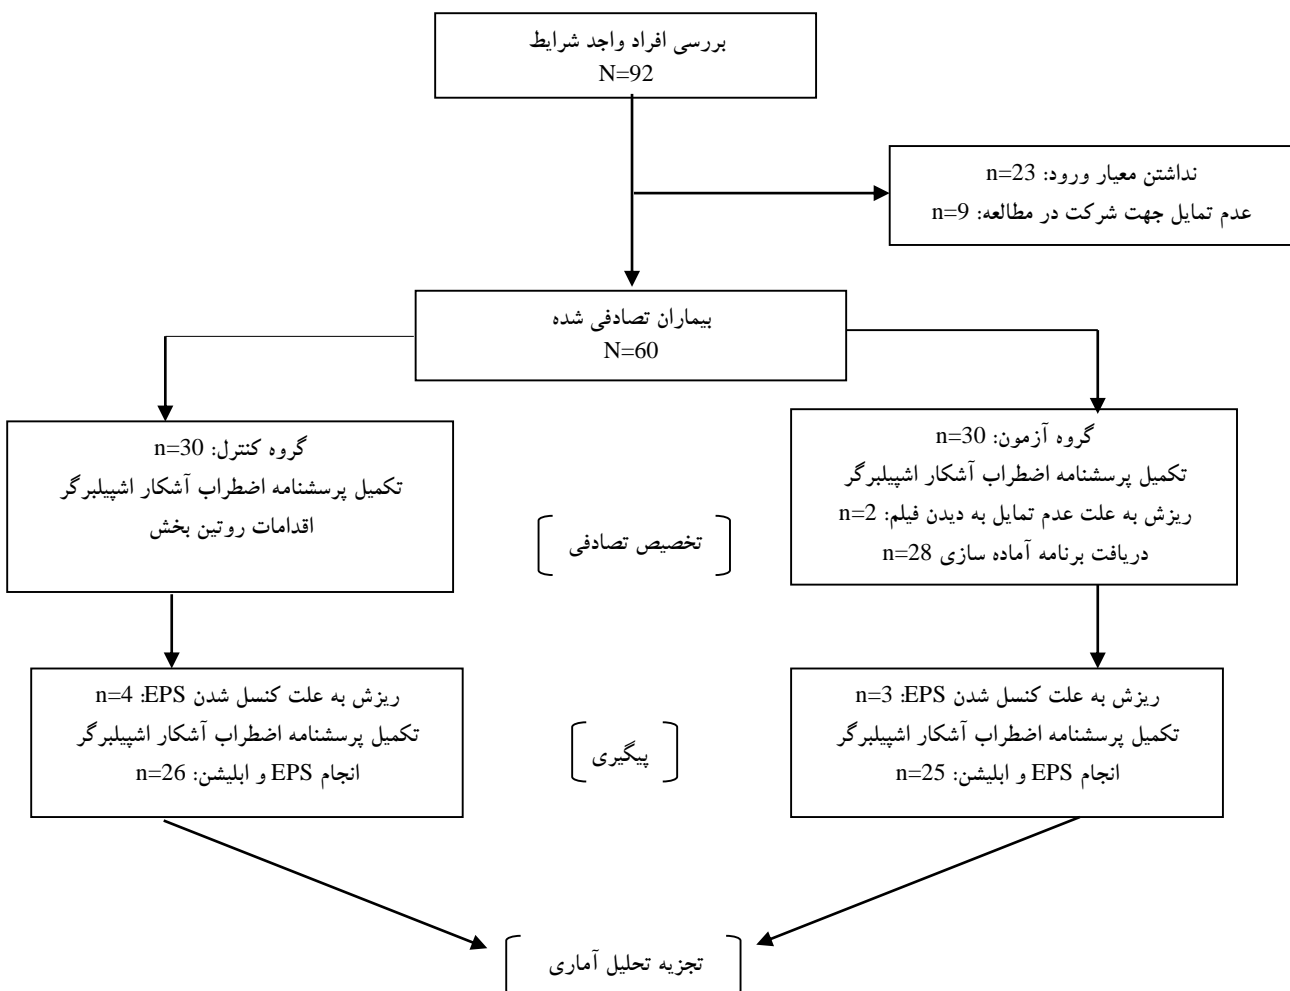 بررسی افراد واجد شرایط
N=92
نداشتن معیار ورود: n=23
عدم تمایل جهت شرکت در مطالعه: n=9
بیماران تصادفی شده
N=60
گروه آزمون: n=30
تکمیل پرسشنامه اضطراب آشکار اشپیلبرگر
ریزش به علت عدم تمایل به دیدن فیلم: n=2
دریافت برنامه آماده سازی n=28
گروه کنترل: n=30
تکمیل پرسشنامه اضطراب آشکار اشپیلبرگر
اقدامات روتین بخش
تخصیص تصادفی
ریزش به علت کنسل شدن EPS: n=3
تکمیل پرسشنامه اضطراب آشکار اشپیلبرگر
انجام EPS و ابلیشن: n=25
ریزش به علت کنسل شدن EPS: n=4
تکمیل پرسشنامه اضطراب آشکار اشپیلبرگر
انجام EPS و ابلیشن: n=26
پیگیری
تجزیه تحلیل آماری